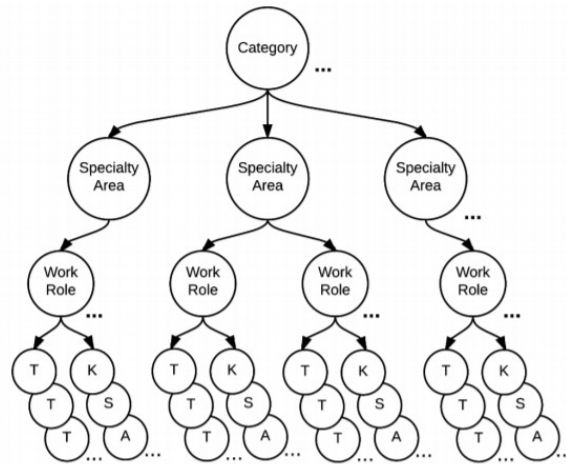 Category
...
Specialty
Area
Specialty
Area
Specialty
Area
...
Work
Role
...
Work
Role
Work
Role
...
Work
Role
...
T K T K T K T K
T S T S T S T S
T ... A ... T ... A ... T ... A ... T ... A ...